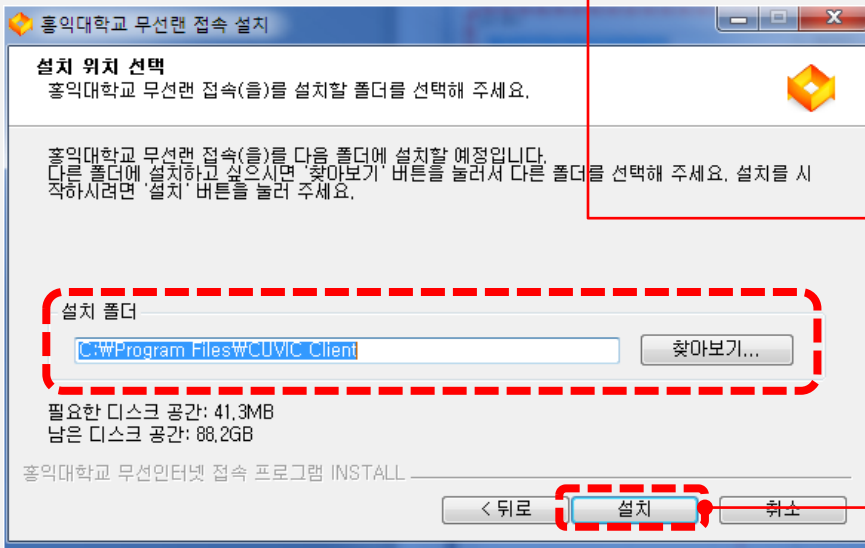 홍익대학교 무선랜 접속 설치
설치 위치 선택
홍익대학교 무선랜 접속(을)를 설치할 폴더를 선택해 주세요.
홍익대학교 무선랜 접속(을)를 다음 폴더에 설치할 예정입니다.
다른 폴더에 설치하고 싶으시면 '찾아보기' 버튼을 눌러서 다른 폴더를 선택해 주세요. 설치를 시
작하시려면 '설치' 버튼을 눌러 주세요.
설치 폴더
C:₩Program Files₩CUVIC Client
찾아보기...
필요한 디스크 공간: 41.3MB
남은 디스크 공간: 88.2GB
홍익대학교 무선인터넷 접속 프로그램 INSTALL
< 뒤로
설치
취소